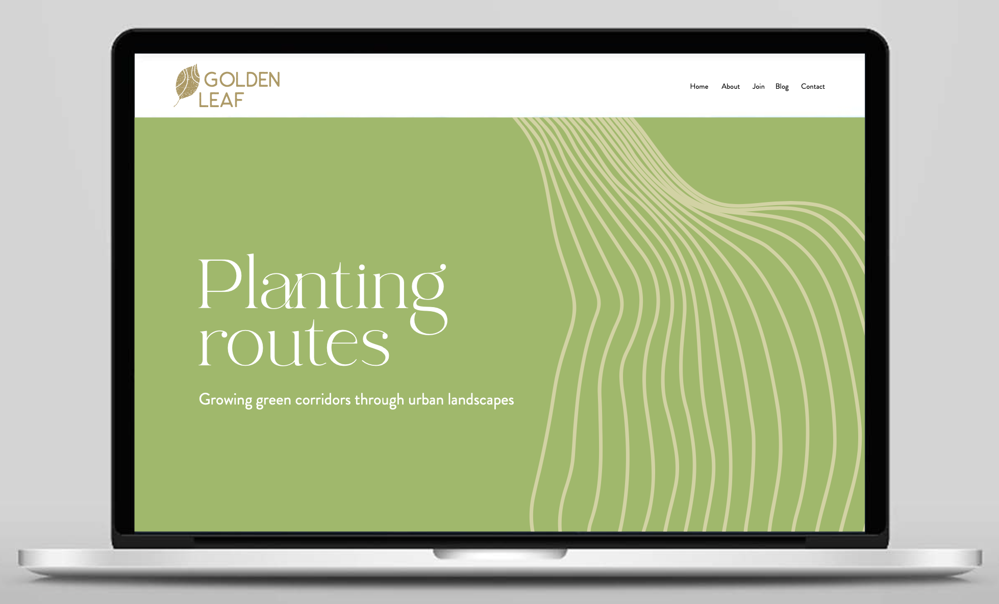 GOLDEN
LEAF
Home About Join Blog Contact
Planting
routes
Growing green corridors through urban landscapes